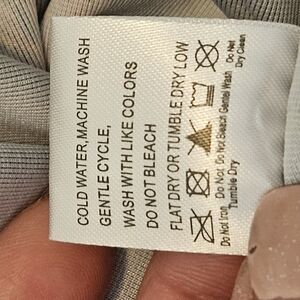 COLD WATER,MACHINE WASH
GENTLE CYCLE,
WASH WITH LIKE COLORS
DO NOT BLEACH
FLAT DRY OR TUMBLE DRY LOW
Do Not Iron Do Not Do Not Bleach Gentel Wash Do Not
Tumble Dry Dry Clean